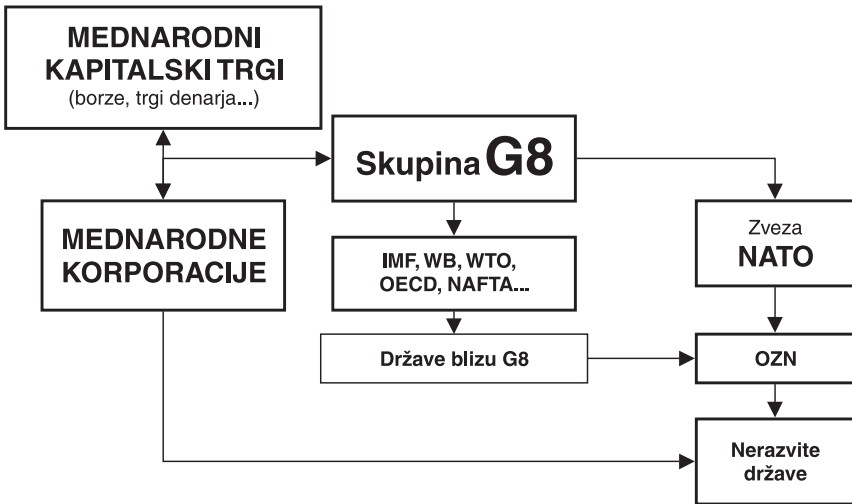 MEDNARODNI
KAPITALSKI TRGI
(borze, trgi denarja...)
Skupina G8
MEDNARODNE
KORPORACIJE
IMF, WB, WTO,
OECD, NAFTA...
Zveza
NATO
Države blizu G8
OZN
Nerazvite
države